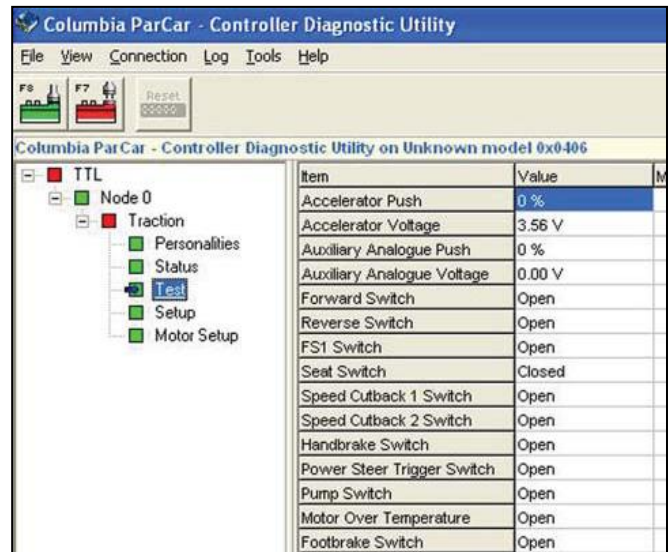 Columbia ParCar - Controller Diagnostic Utility
File View Connection Log Tools Help
F8 F7 Reset
Columbia ParCar - Controller Diagnostic Utility on Unknown model 0x0406
TTL
Node 0
Traction
Personalities
Status
Test
Setup
Motor Setup
Item Value M
Accelerator Push 0 %
Accelerator Voltage 3.56 V
Auxiliary Analogue Push 0 %
Auxiliary Analogue Voltage 0.00 V
Forward Switch Open
Reverse Switch Open
FS1 Switch Open
Seat Switch Closed
Speed Cutback 1 Switch Open
Speed Cutback 2 Switch Open
Handbrake Switch Open
Power Steer Trigger Switch Open
Pump Switch Open
Motor Over Temperature Open
Footbrake Switch Open